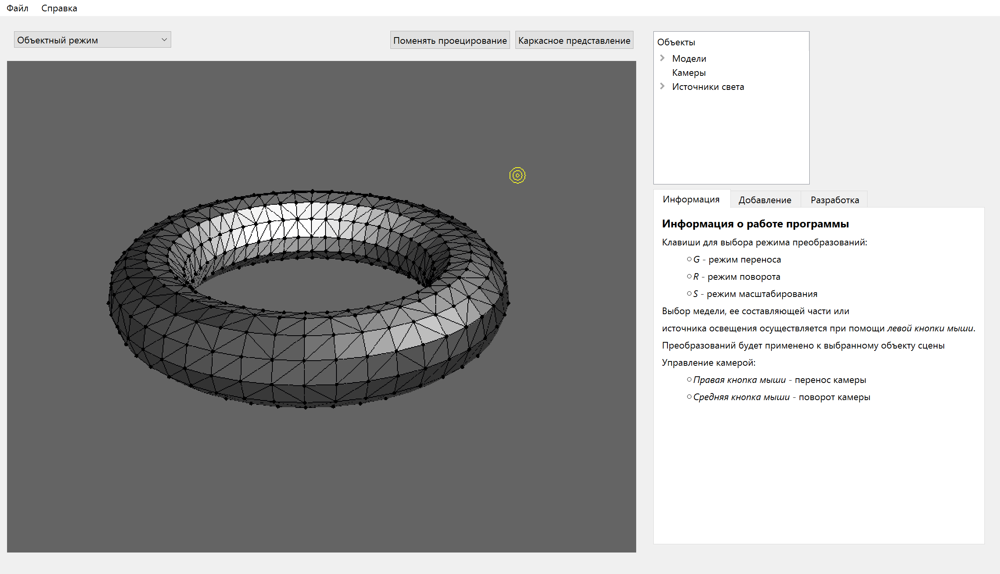 Файл Справка
Объектный режим
Поменять проецирование Каркасное представление
Объекты
Модели
Камеры
Источники света
Информация Добавление Разработка
Информация о работе программы
Клавиши для выбора режима преобразований:
G - режим переноса
R - режим поворота
S - режим масштабирования
Выбор медели, ее составляющей части или
источника освещения осуществляется при помощи левой кнопки мыши.
Преобразований будет применено к выбранному объекту сцены
Управление камерой:
Правая кнопка мыши - перенос камеры
Средняя кнопка мыши - поворот камеры